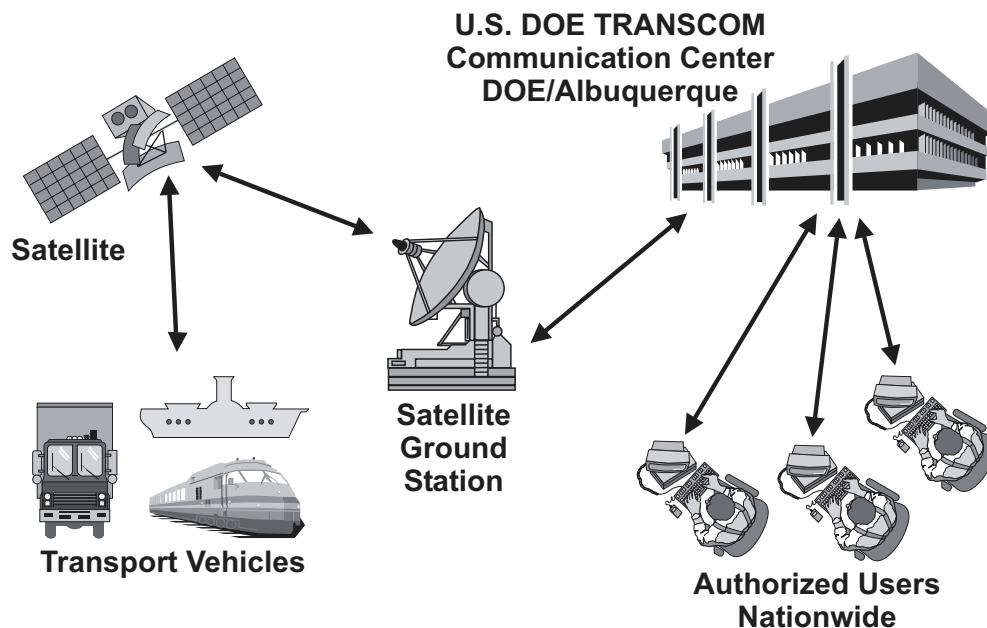 U.S. DOE TRANSCOM
Communication Center
DOE/Albuquerque
Satellite
Satellite
Ground
Station
Transport Vehicles
Authorized Users
Nationwide